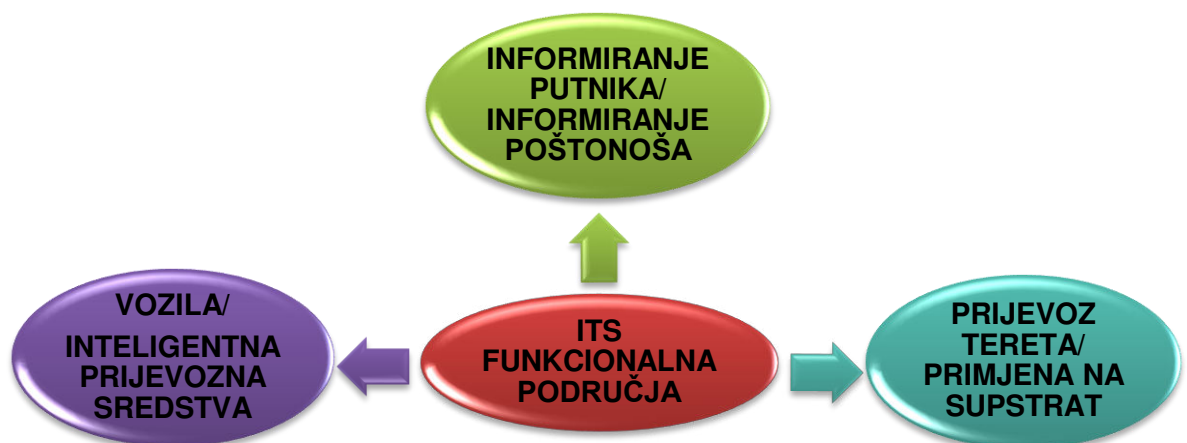 INFORMIRANJE
PUTNIKA/
INFORMIRANJE
POŠTONOŠA
VOZILA/
INTELIGENTNA
PRIJEVOZNA
SREDSTVA
ITS
FUNKCIONALNA
PODRUČJA
PRIJEVOZ
TERETA/
PRIMJENA NA
SUPSTRAT